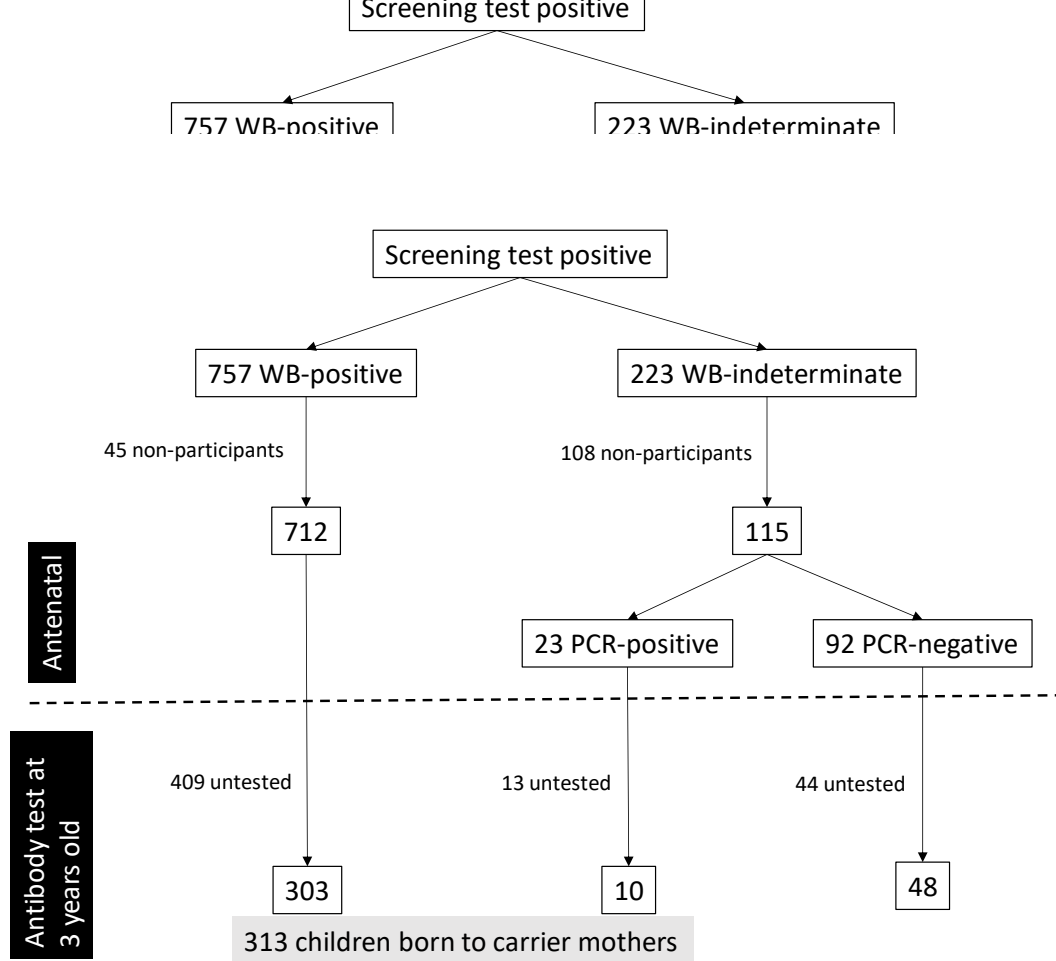 Screening test positive
757 WB-positive
223 WB-indeterminate
Screening test positive
757 WB-positive
223 WB-indeterminate
45 non-participants
108 non-participants
712
115
Antenatal
23 PCR-positive
92 PCR-negative
Antibody test at
3 years old
409 untested
13 untested
44 untested
303
10
48
313 children born to carrier mothers